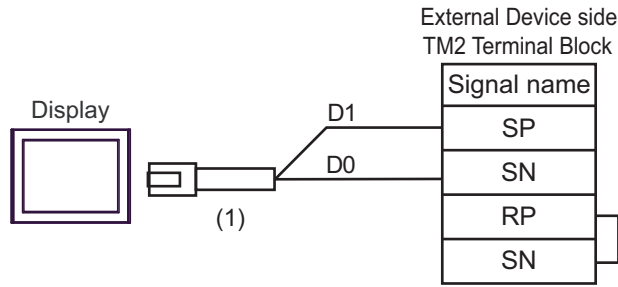 External Device side
TM2 Terminal Block
Signal name
Display
D1
SP
D0
SN
(1)
RP
SN